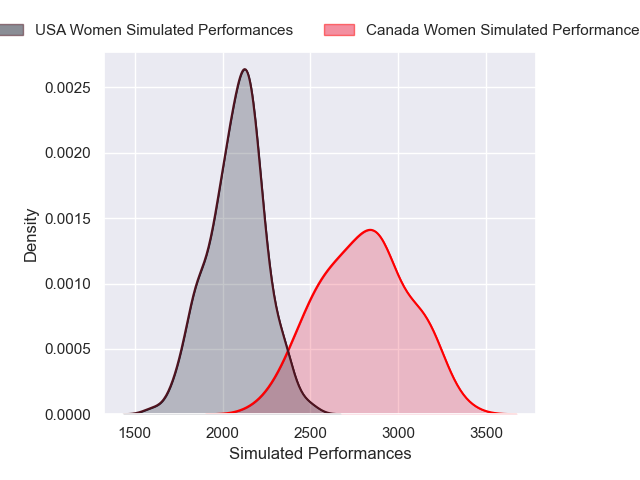 USA Women Simulated Performances
Canada Women Simulated Performance
0.0025
0.0020
0.0015
0.0010
0.0005
0.0000
Density
1500 2000 2500 3000 3500
Simulated Performances